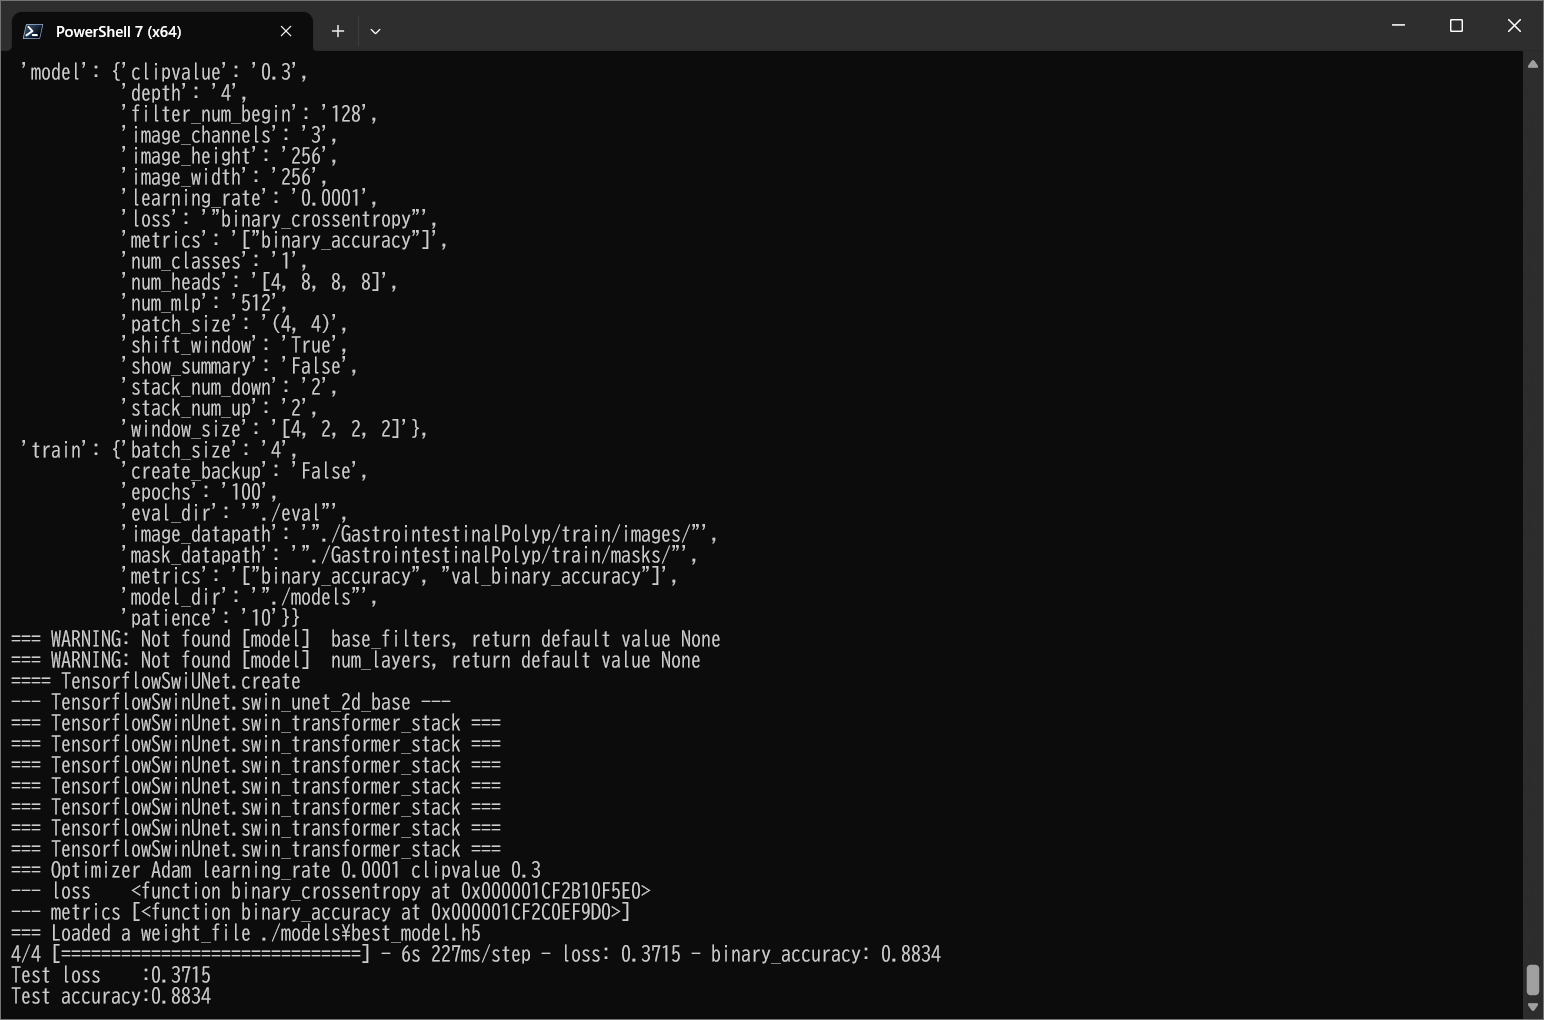 PowerShell 7 (x64)
'model': {'clipvalue': '0.3',
'depth': '4',
'filter_num_begin': '128',
'image_channels': '3',
'image_height': '256',
'image_width': '256',
'learning_rate': '0.0001',
'loss': '"binary_crossentropy"',
'metrics': '["binary_accuracy"]',
'num_classes': '1',
'num_heads': '[4, 8, 8, 8]',
'num_mlp': '512',
'patch_size': '(4, 4)',
'shift_window': 'True',
'show_summary': 'False',
'stack_num_down': '2',
'stack_num_up': '2',
'window_size': '[4, 2, 2, 2]'},
'train': {'batch_size': '4',
'create_backup': 'False',
'epochs': '100',
'eval_dir': '"./eval"',
'image_datapath': '"./GastrointestinalPolyp/train/images/"',
'mask_datapath': '"./GastrointestinalPolyp/train/masks/"',
'metrics': '["binary_accuracy", "val_binary_accuracy"]',
'model_dir': '"./models"',
'patience': '10'}}
=== WARNING: Not found [model]  base_filters, return default value None
=== WARNING: Not found [model]  num_layers, return default value None
==== TensorflowSwiUNet.create
--- TensorflowSwinUnet.swin_unet_2d_base ---
=== TensorflowSwinUnet.swin_transformer_stack ===
=== TensorflowSwinUnet.swin_transformer_stack ===
=== TensorflowSwinUnet.swin_transformer_stack ===
=== TensorflowSwinUnet.swin_transformer_stack ===
=== TensorflowSwinUnet.swin_transformer_stack ===
=== TensorflowSwinUnet.swin_transformer_stack ===
=== TensorflowSwinUnet.swin_transformer_stack ===
=== Optimizer Adam learning_rate 0.0001 clipvalue 0.3
--- loss    <function binary_crossentropy at 0x000001CF2B10F5E0>
--- metrics [<function binary_accuracy at 0x000001CF2C0EF9D0>]
=== Loaded a weight_file ./models¥best_model.h5
4/4 [==============================] - 6s 227ms/step - loss: 0.3715 - binary_accuracy: 0.8834
Test loss    :0.3715
Test accuracy:0.8834